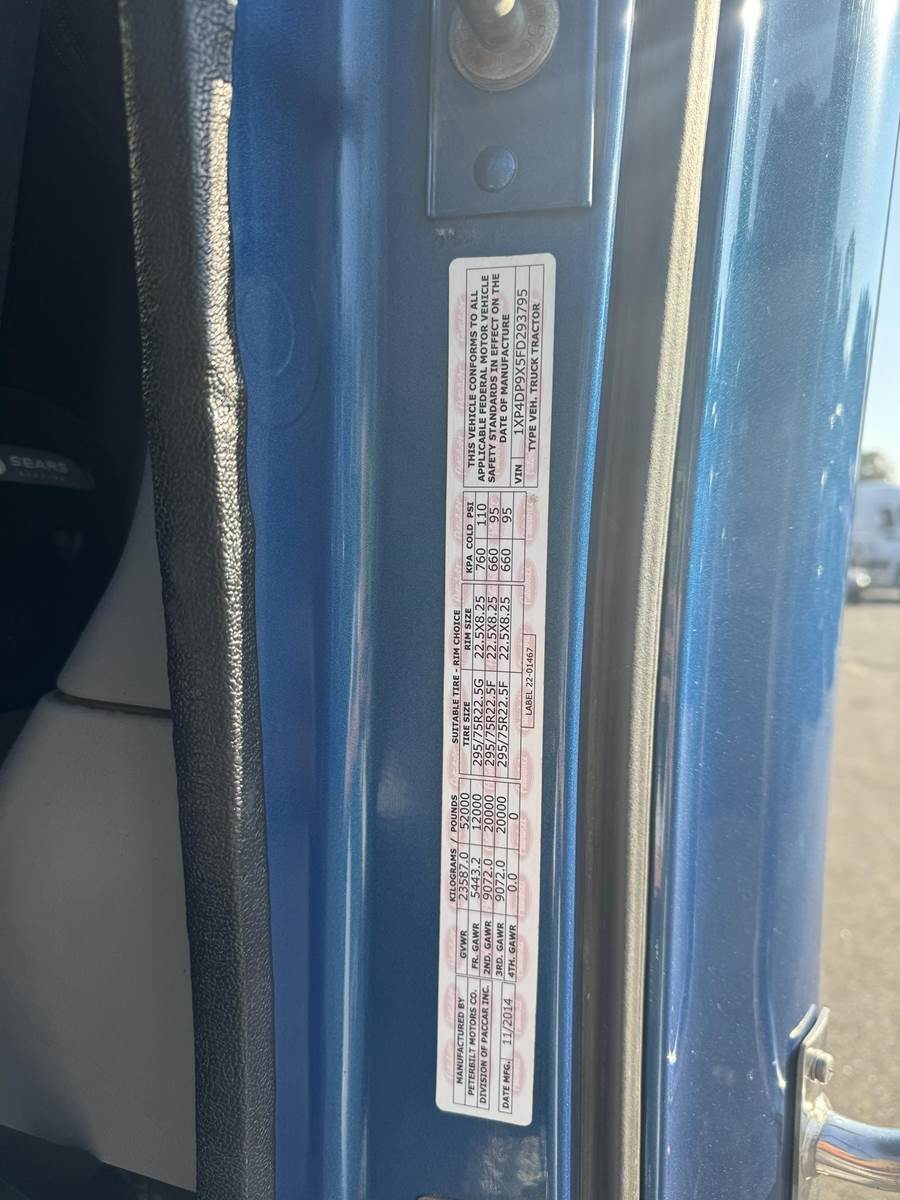 MANUFACTURED BY
PETERBILT MOTORS CO.
DIVISION OF PACCAR INC.
DATE MFG. 11/2014
KILOGRAMS / POUNDS
GVWR 23587.0 52000
FR. GAWR 5443.2 12000
2ND. GAWR 9072.0 20000
3RD. GAWR 9072.0 20000
4TH. GAWR 0.0 0
SUITABLE TIRE - RIM CHOICE
TIRE SIZE RIM SIZE KPA COLD PSI
295/75R22.5G 22.5X8.25 760 110
295/75R22.5F 22.5X8.25 660 95
295/75R22.5F 22.5X8.25 660 95
LABEL 22-01467
THIS VEHICLE CONFORMS TO ALL
APPLICABLE FEDERAL MOTOR VEHICLE
SAFETY STANDARDS IN EFFECT ON THE
DATE OF MANUFACTURE
VIN 1XP4DP9X5FD293795
TYPE VEH. TRUCK TRACTOR
SEARS